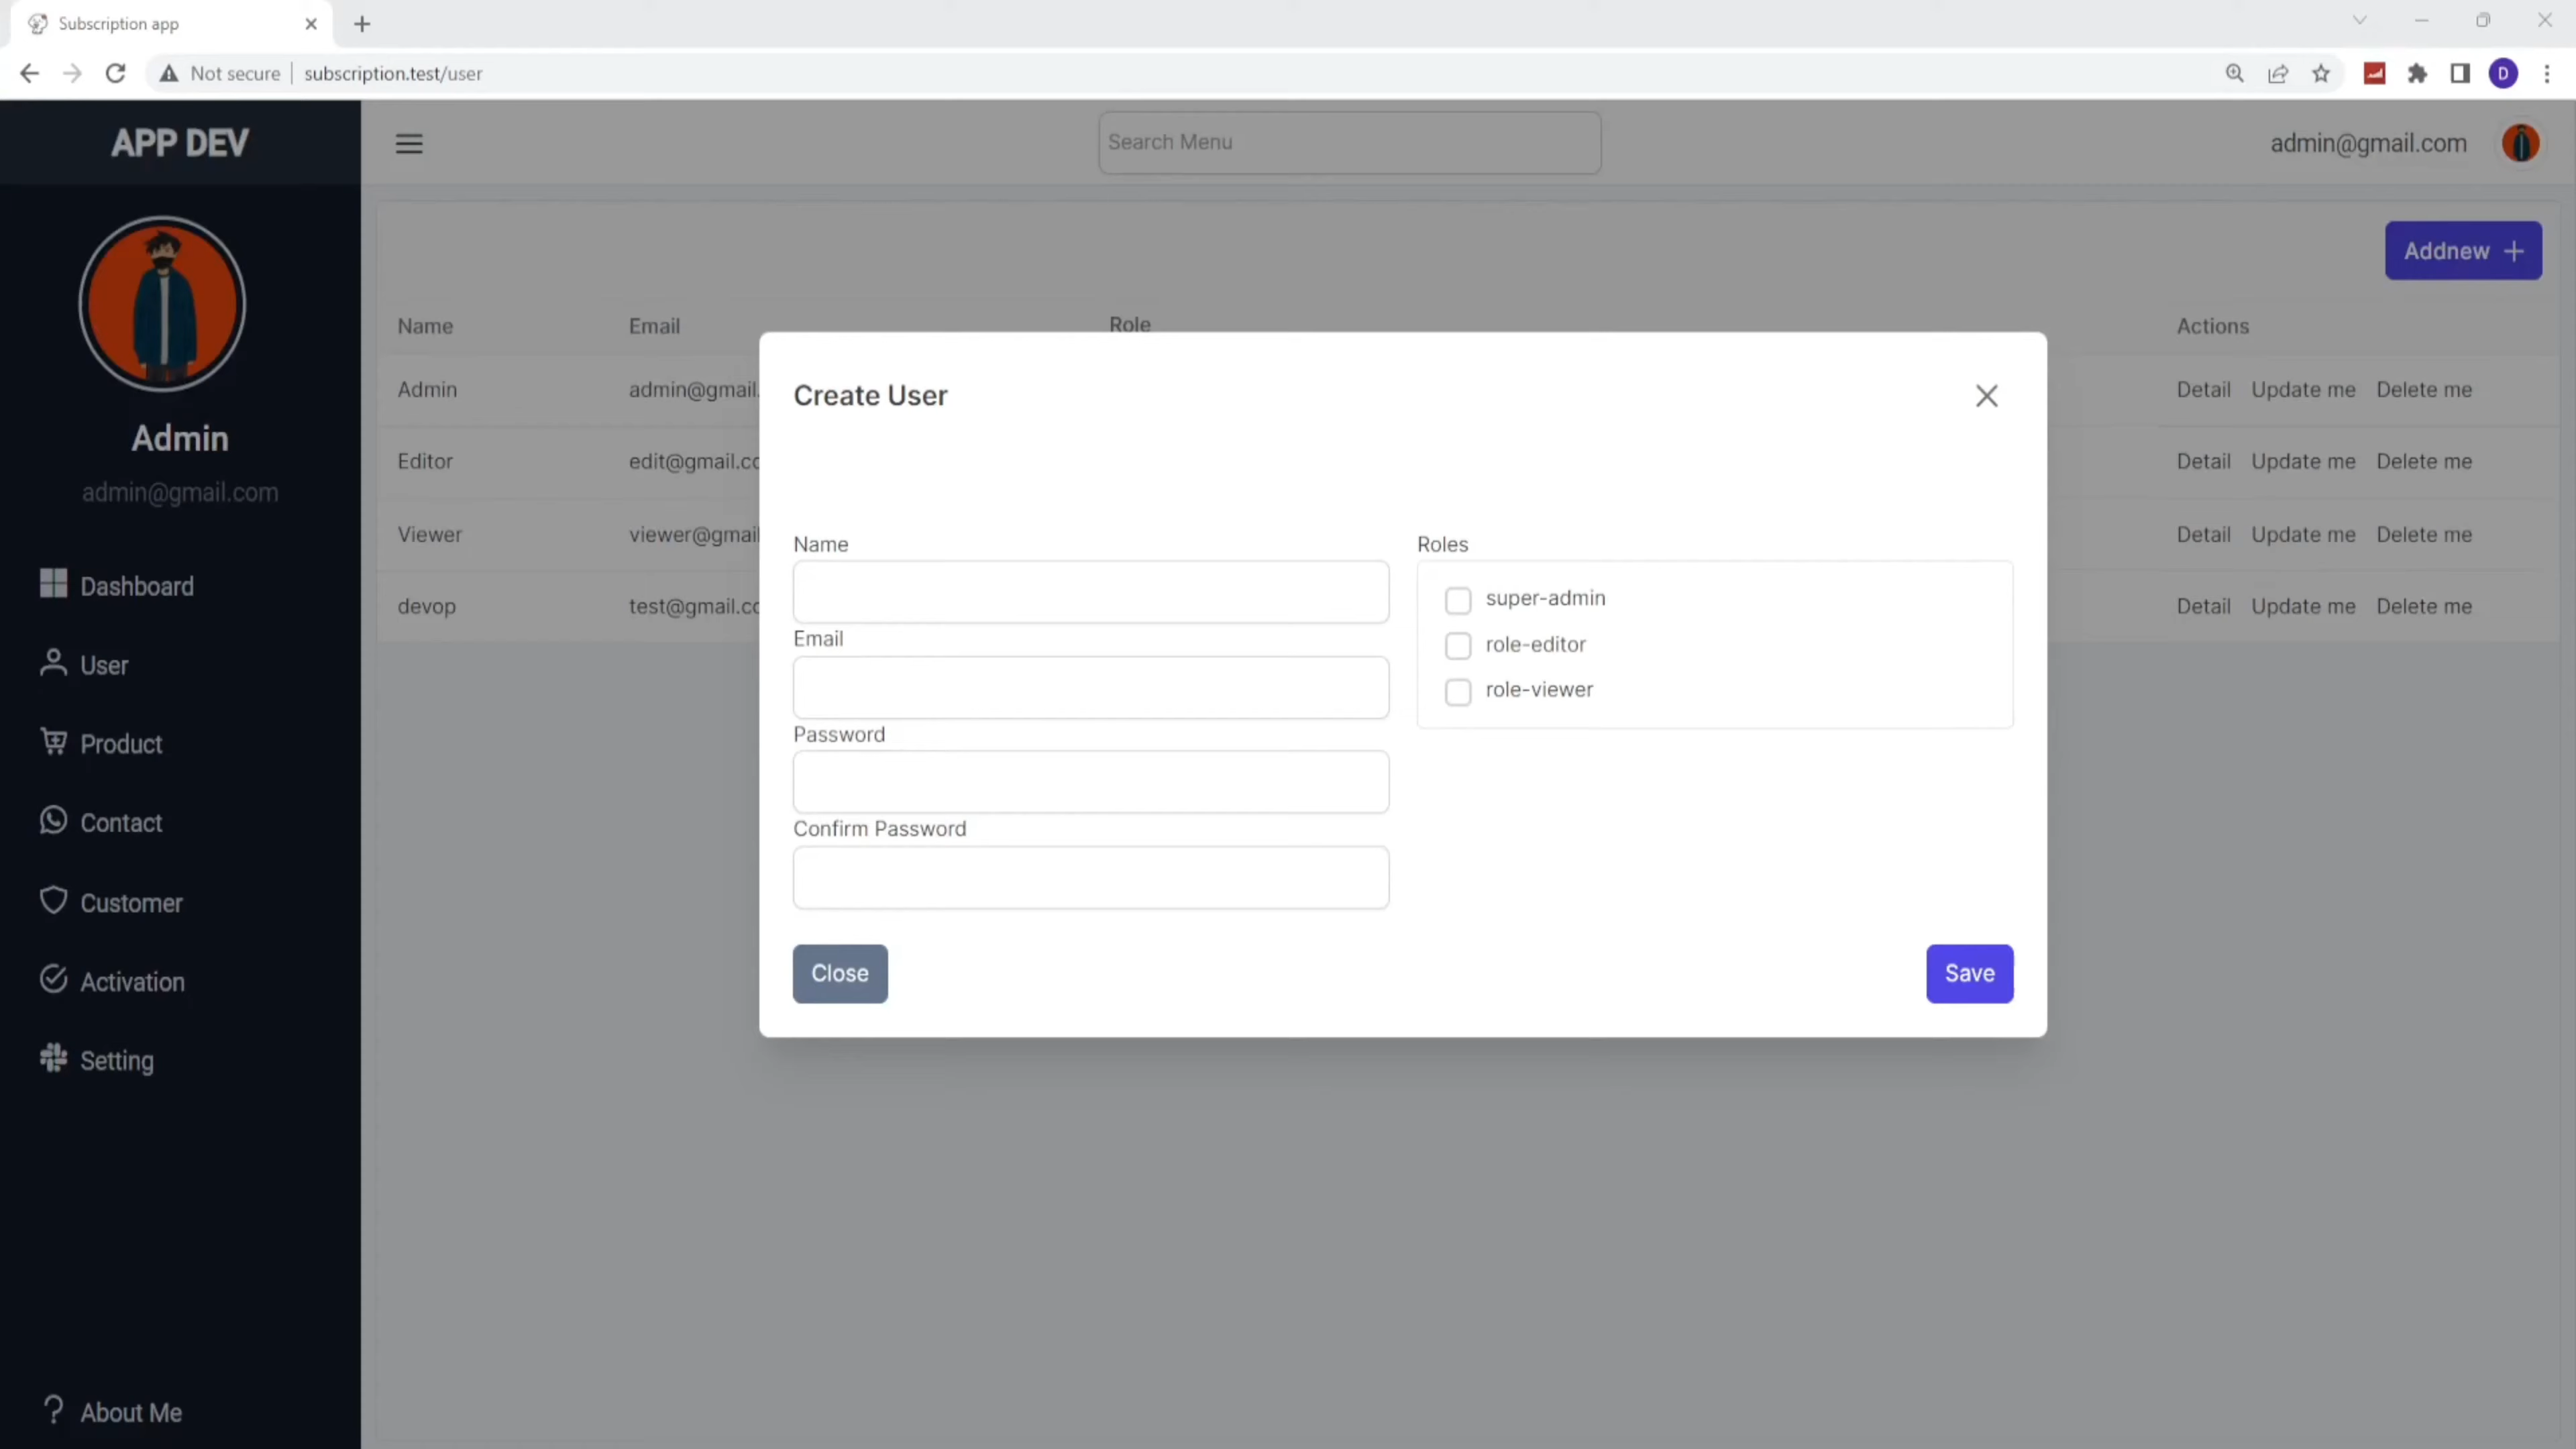 Subscription app
Not secure
subscription.test/user
D
APP DEV
Search Menu
admin@gmail.com
Admin
admin@gmail.com
Dashboard
User
Product
Contact
Customer
Activation
Setting
About Me
Addnew
Name Email Role Actions
Admin admin@gmail. Detail Update me Delete me
Editor edit@gmail.co Detail Update me Delete me
Viewer viewer@gmail Detail Update me Delete me
devop test@gmail.co Detail Update me Delete me
Create User
Name
Email
Password
Confirm Password
Roles
super-admin
role-editor
role-viewer
Close
Save